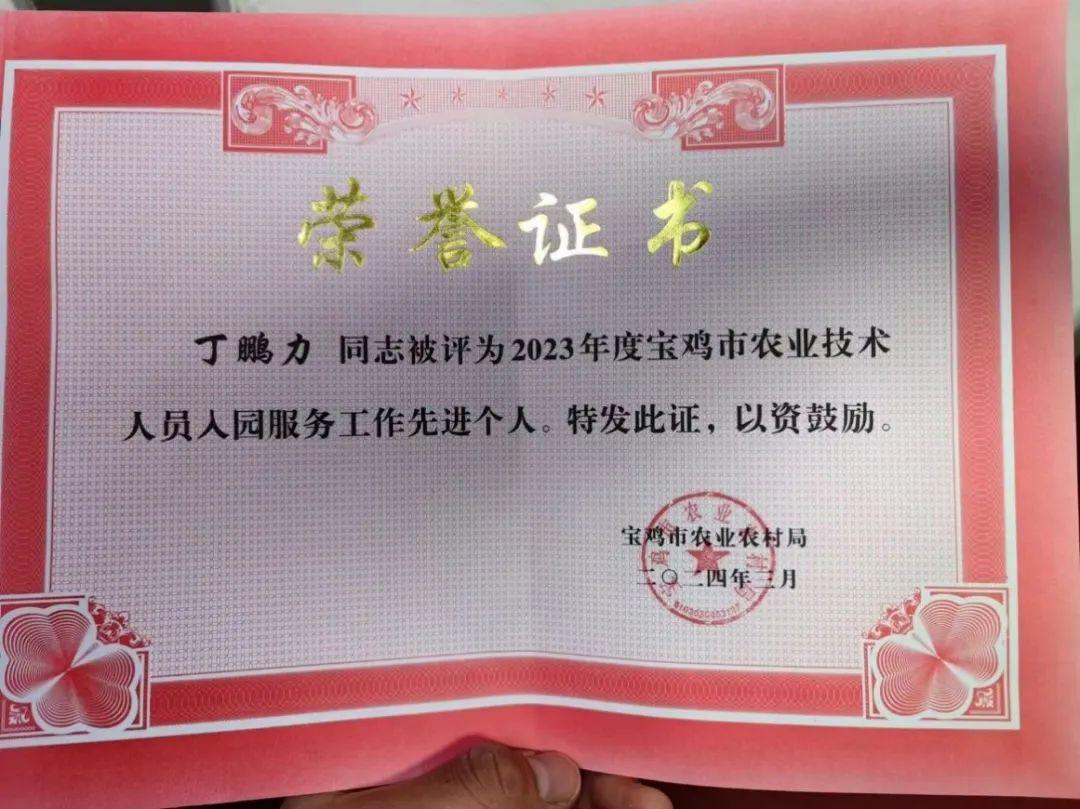 荣誉证书
丁鹏力 同志被评为2023年度宝鸡市农业技术
人员入园服务工作先进个人。特发此证，以资鼓励。
宝鸡市农业农村局
二〇二四年三月